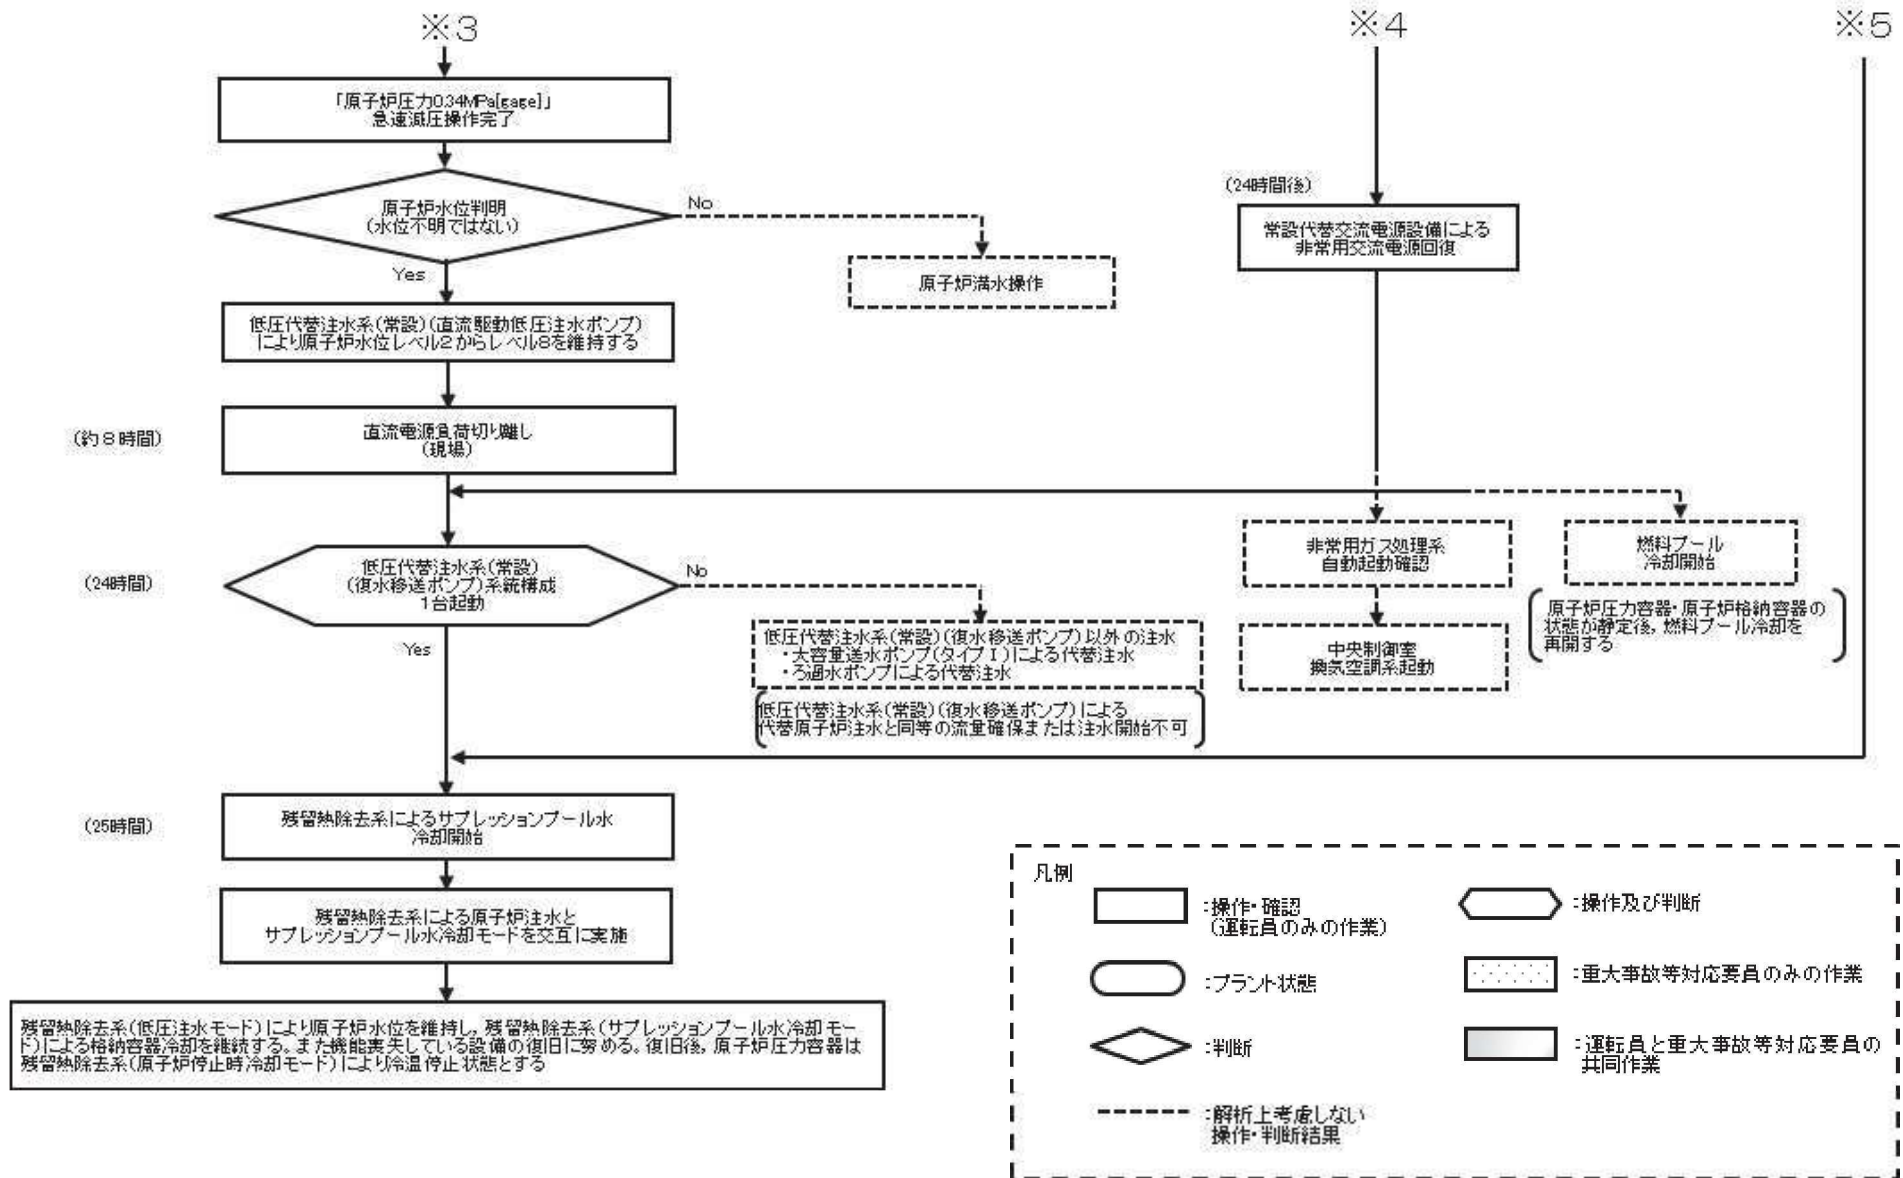 ※3
※4
※5
「原子炉圧力0.34MPa[gage]」
急速減圧操作完了
原子炉水位判明
(水位不明ではない)
No
Yes
原子炉満水操作
(24時間後)
常設代替交流電源設備による
非常用交流電源回復
低圧代替注水系(常設)(直流駆動低圧注水ポンプ)
により原子炉水位レベル2からレベル8を維持する
(約8時間)
直流電源負荷切り離し
(現場)
(24時間)
低圧代替注水系(常設)
(復水移送ポンプ)系統構成
1台起動
No
Yes
低圧代替注水系(常設)(復水移送ポンプ)以外の注水
・大容量送水ポンプ(タイプⅠ)による代替注水
・ろ過水ポンプによる代替注水
低圧代替注水系(常設)(復水移送ポンプ)による
代替原子炉注水と同等の流量確保または注水開始不可
非常用ガス処理系
自動起動確認
中央制御室
換気空調系起動
燃料プール
冷却開始
原子炉圧力容器・原子炉格納容器の
状態が静定後,燃料プール冷却を
再開する
(25時間)
残留熱除去系によるサプレッションプール水
冷却開始
残留熱除去系による原子炉注水と
サプレッションプール水冷却モードを交互に実施
残留熱除去系(低圧注水モード)により原子炉水位を維持し,残留熱除去系(サプレッションプール水冷却モー
ド)による格納容器冷却を継続する。また機能喪失している設備の復旧に努める。復旧後,原子炉圧力容器は
残留熱除去系(原子炉停止時冷却モード)により冷温停止状態とする
凡例
:操作・確認
(運転員のみの作業)
:プラント状態
:判断
:解析上考慮しない
操作・判断結果
:操作及び判断
:重大事故等対応要員のみの作業
:運転員と重大事故等対応要員の
共同作業